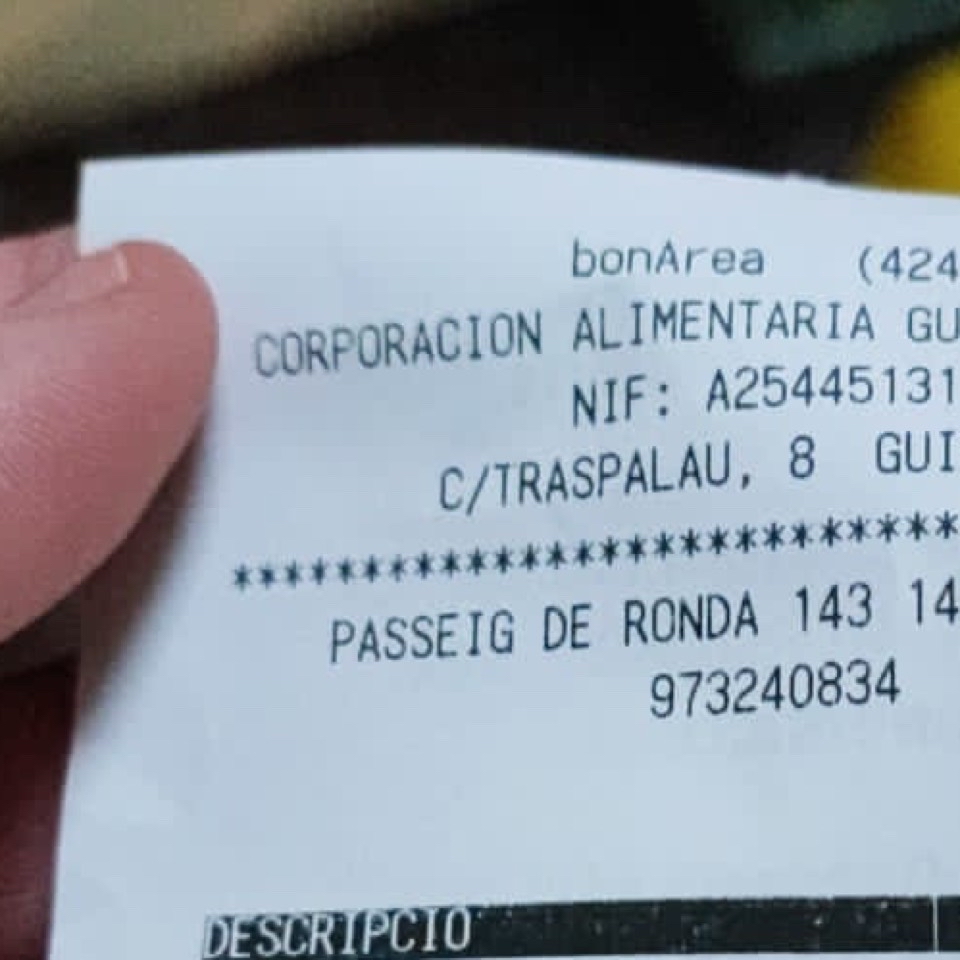 bonArea (424
CORPORACION ALIMENTARIA GU
NIF: A25445131
C/TRASPALAU, 8 GUI
****************************
PASSEIG DE RONDA 143 14
973240834
DESCRIPCIO